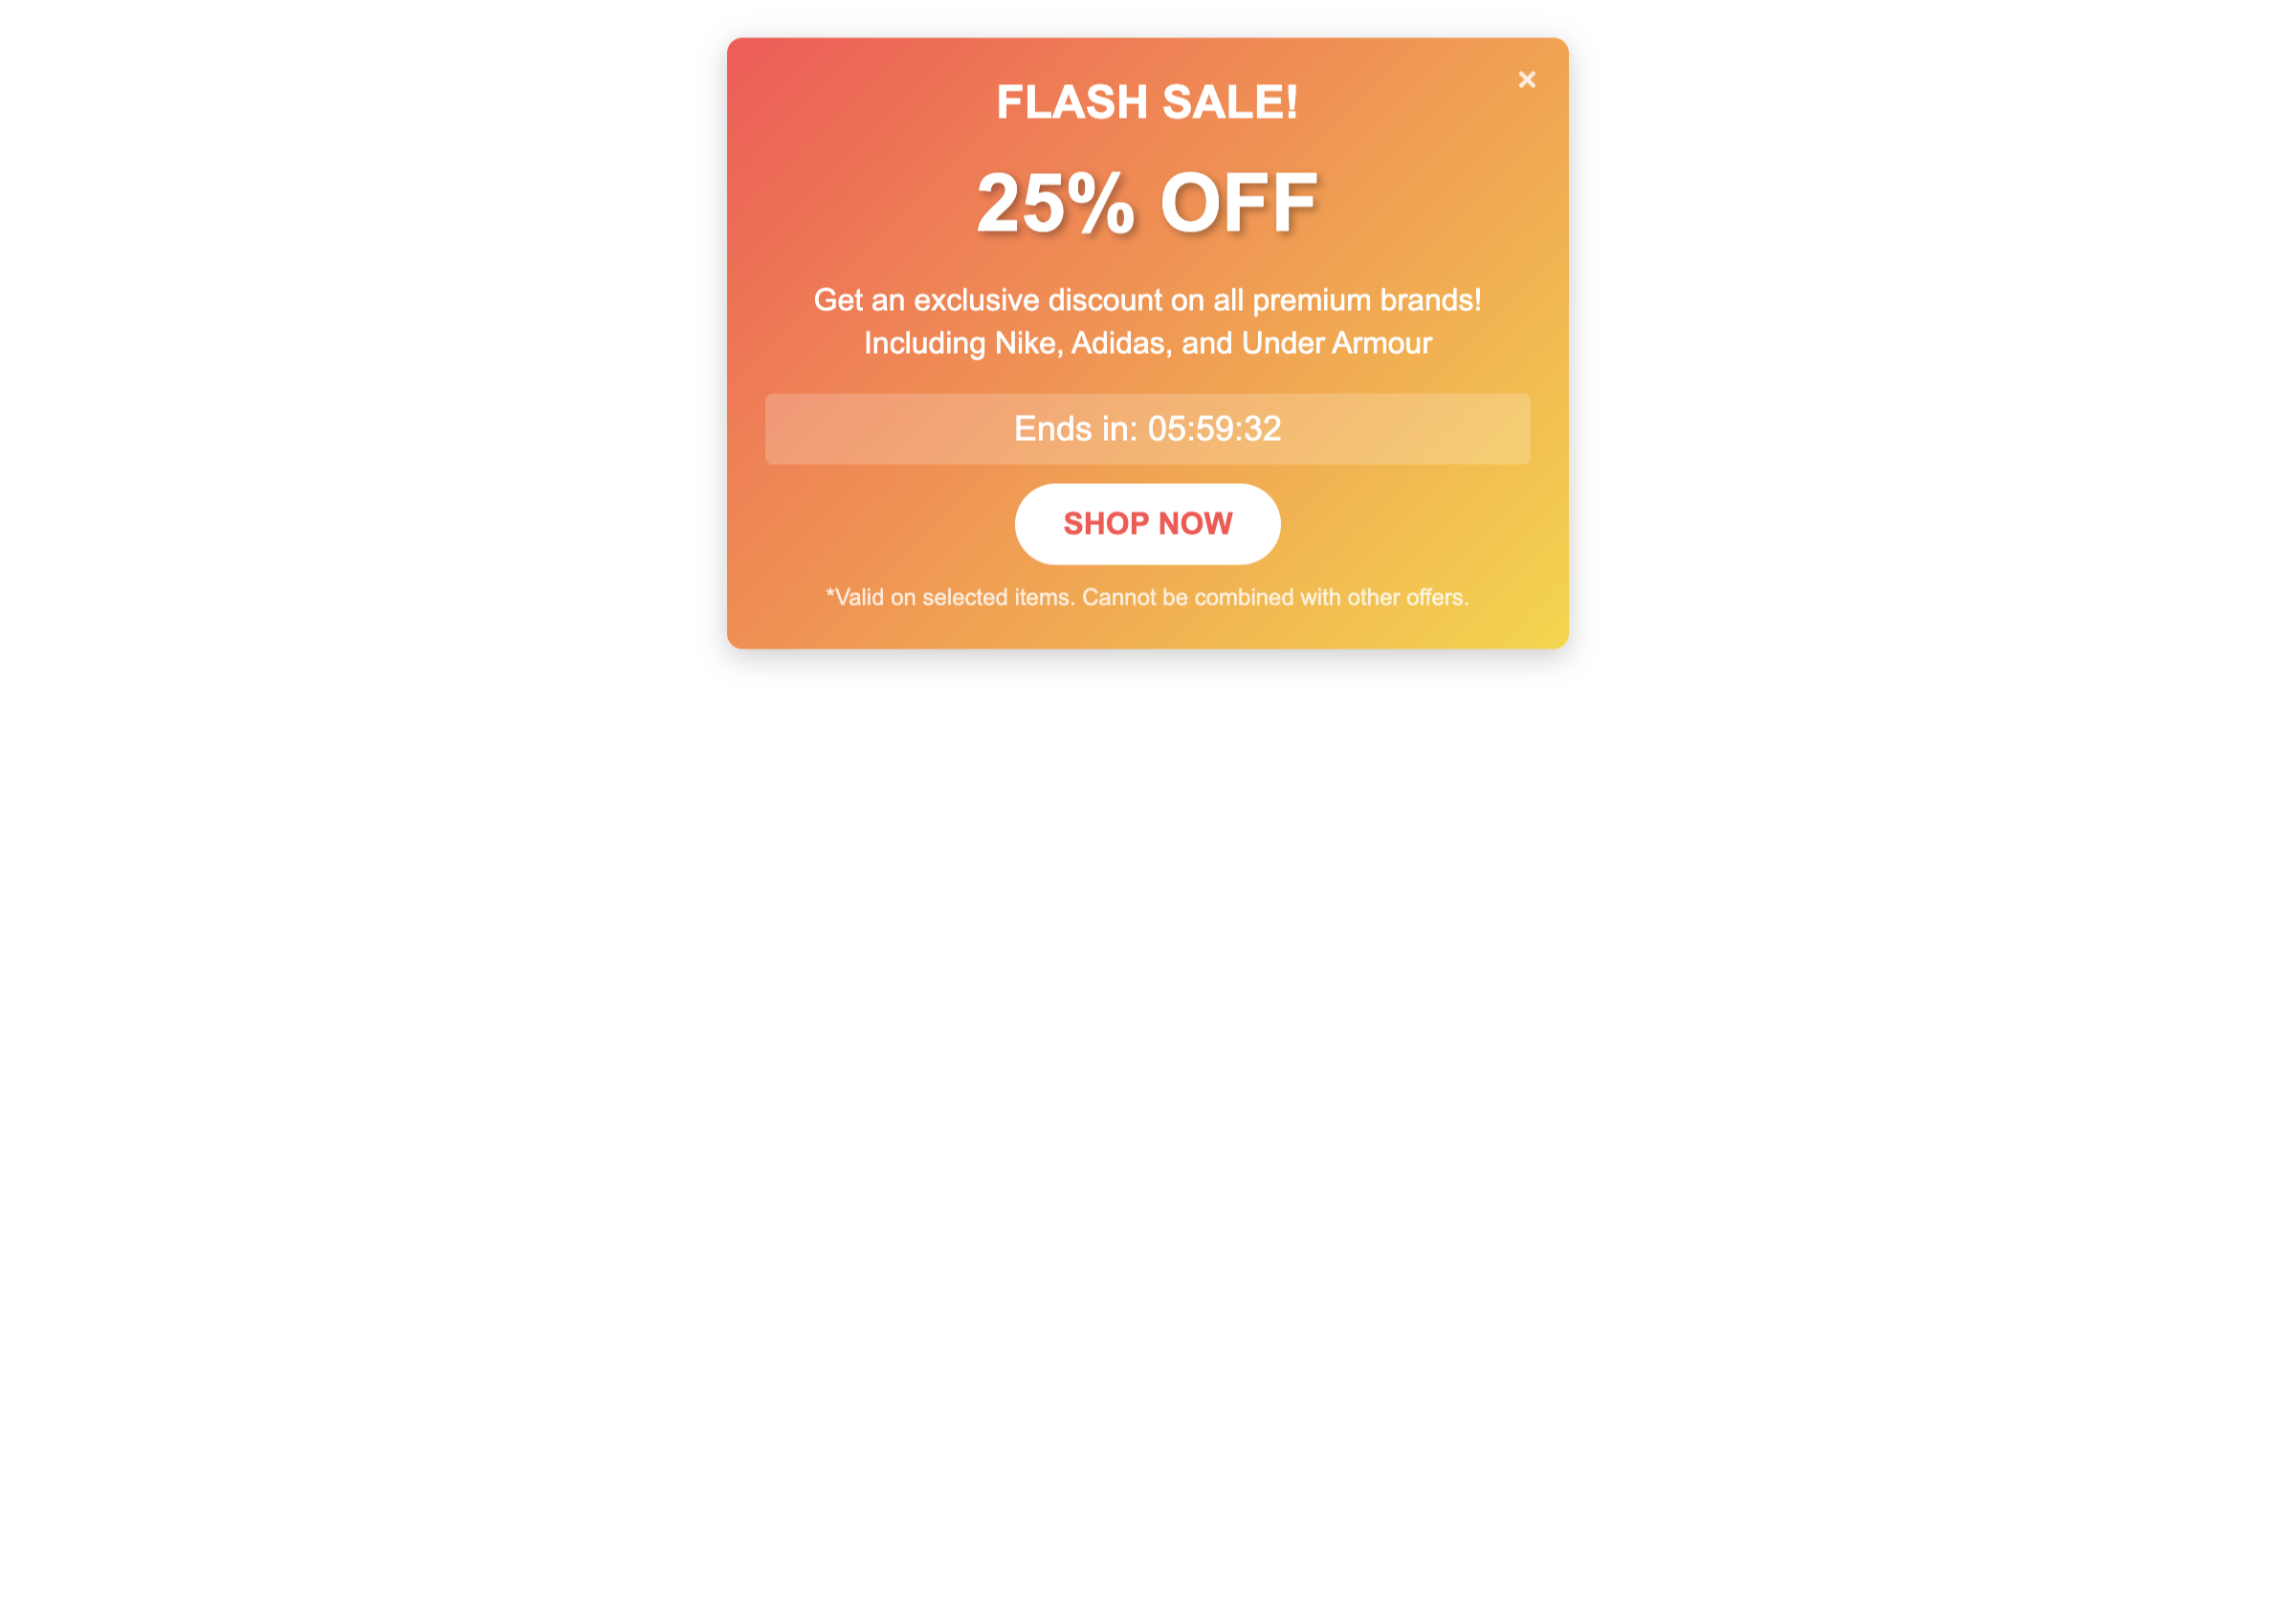 ×
FLASH SALE!
25% OFF
Get an exclusive discount on all premium brands!
Including Nike, Adidas, and Under Armour
Ends in: 05:59:32
SHOP NOW
*Valid on selected items. Cannot be combined with other offers.